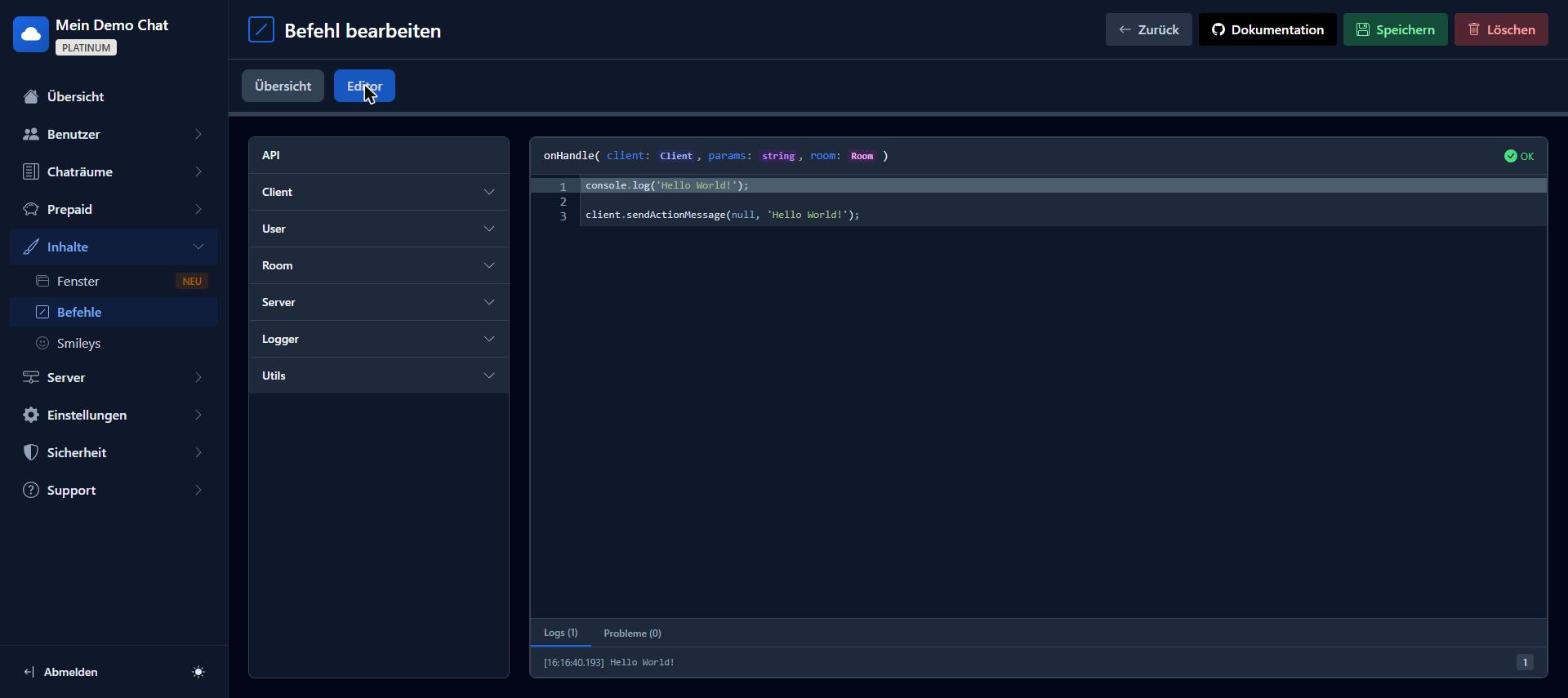 Mein Demo Chat
PLATINUM
Übersicht
Benutzer
Chaträume
Prepaid
Inhalte
Fenster NEU
Befehle
Smileys
Server
Einstellungen
Sicherheit
Support
Abmelden
Befehl bearbeiten
Zurück Dokumentation Speichern Löschen
Übersicht Editor
API
Client
User
Room
Server
Logger
Utils
onHandle( client: Client, params: string, room: Room ) OK
1 console.log('Hello World!');
2
3 client.sendActionMessage(null, 'Hello World!');
Logs (1) Probleme (0)
[16:16:40.193] Hello World! 1